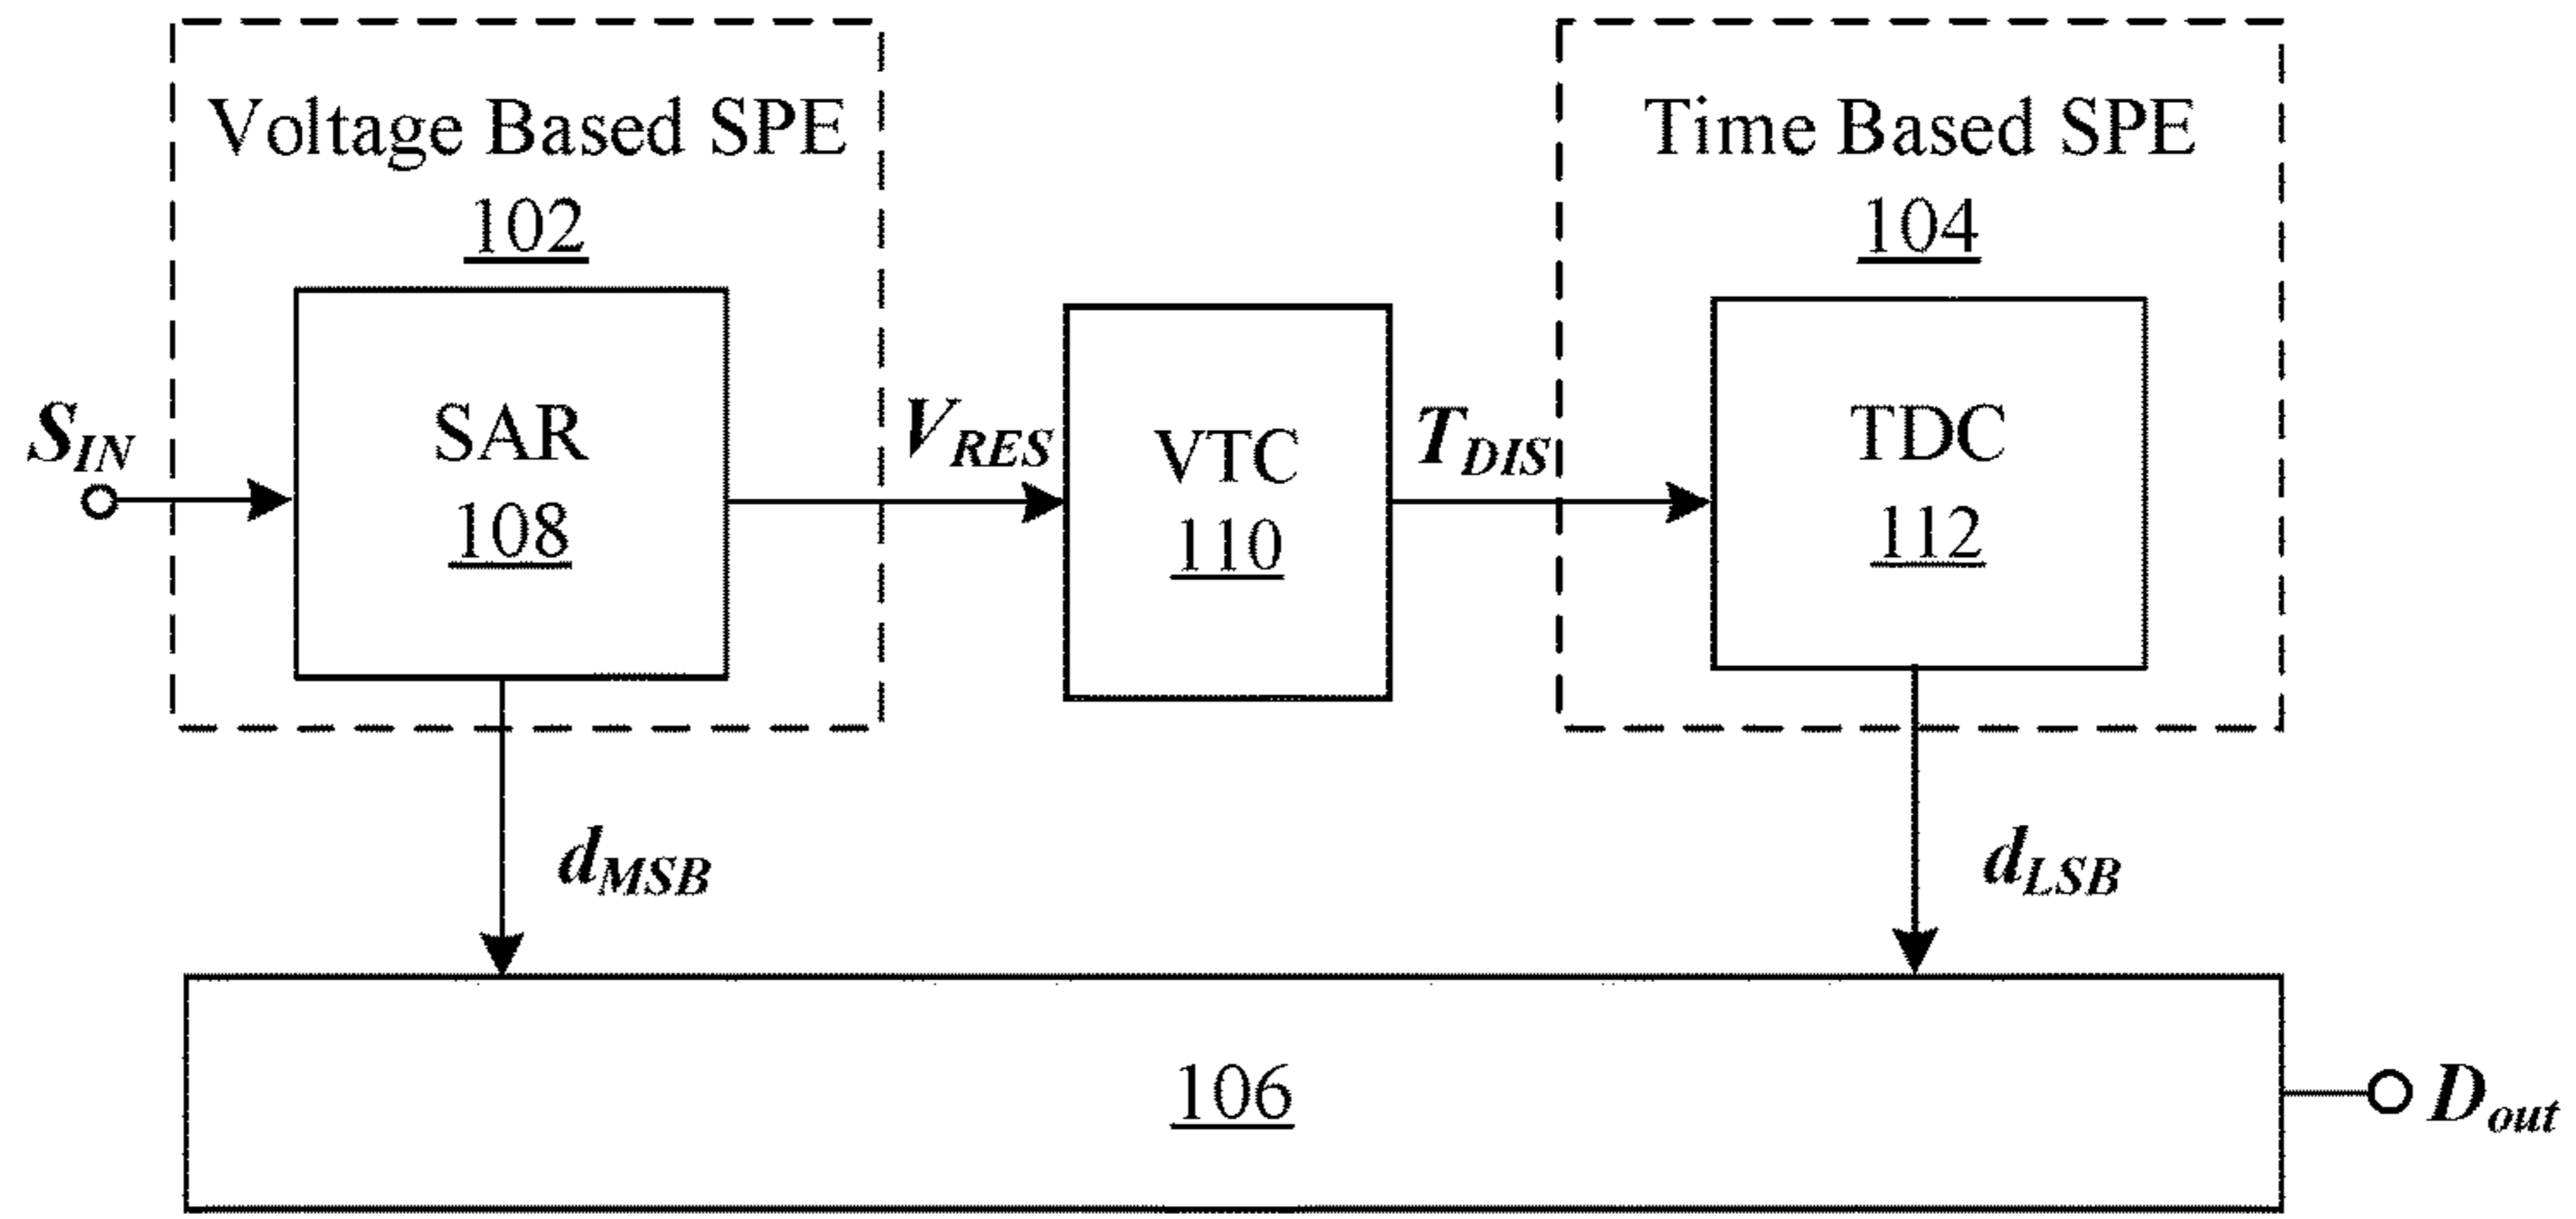 Voltage Based SPE
102
Time Based SPE
104
S_IN
SAR
108
V_RES
VTC
110
T_DIS
TDC
112
d_MSB
d_LSB
106
D_out